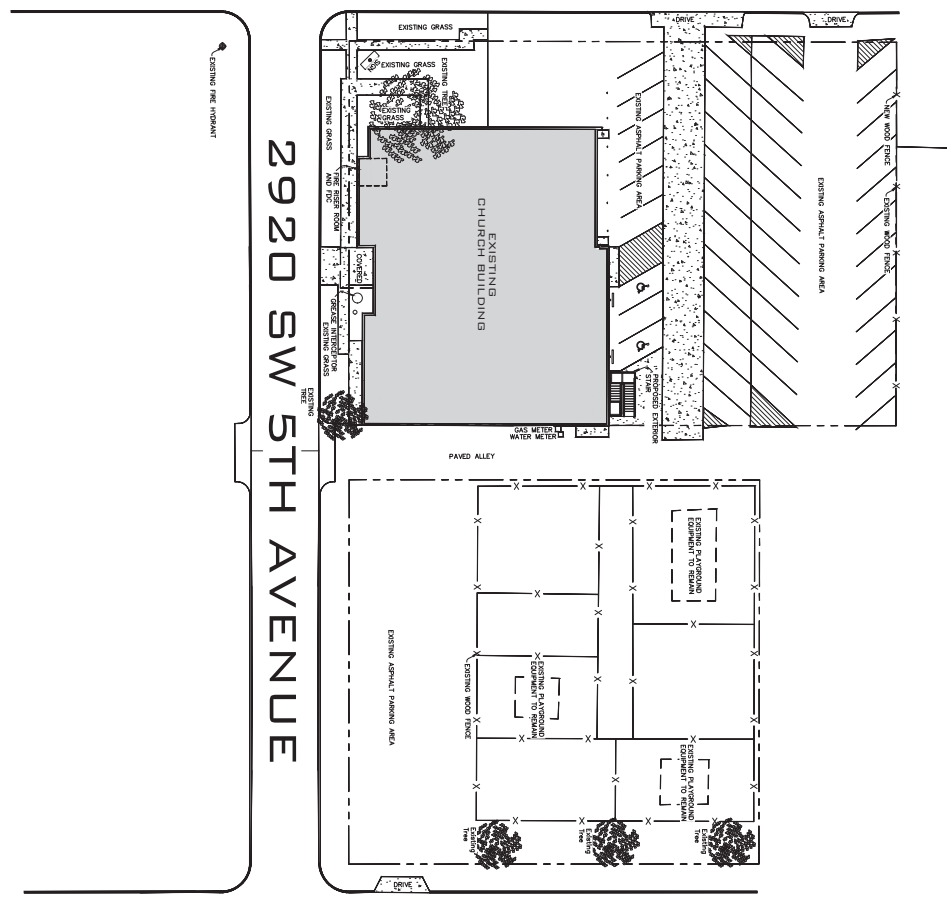 EXISTING GRASS
DRIVE
DRIVE
SIGN
EXISTING GRASS
EXISTING TREE
EXISTING
GRASS
EXISTING FIRE HYDRANT
EXISTING GRASS
EXISTING ASPHALT PARKING AREA
NEW WOOD FENCE
EXISTING WOOD FENCE
EXISTING ASPHALT PARKING AREA
FIRE RISER ROOM
AND FDC
EXISTING
CHURCH BUILDING
COVERED
GREASE INTERCEPTOR
EXISTING GRASS
EXISTING
TREE
PROPOSED EXTERIOR
STAIR
GAS METER
WATER METER
PAVED ALLEY
2920 SW 5TH AVENUE
EXISTING PLAYGROUND
EQUIPMENT TO REMAIN
EXISTING ASPHALT PARKING AREA
EXISTING WOOD FENCE
EXISTING PLAYGROUND
EQUIPMENT TO REMAIN
EXISTING PLAYGROUND
EQUIPMENT TO REMAIN
Existing
Tree
Existing
Tree
Existing
Tree
DRIVE